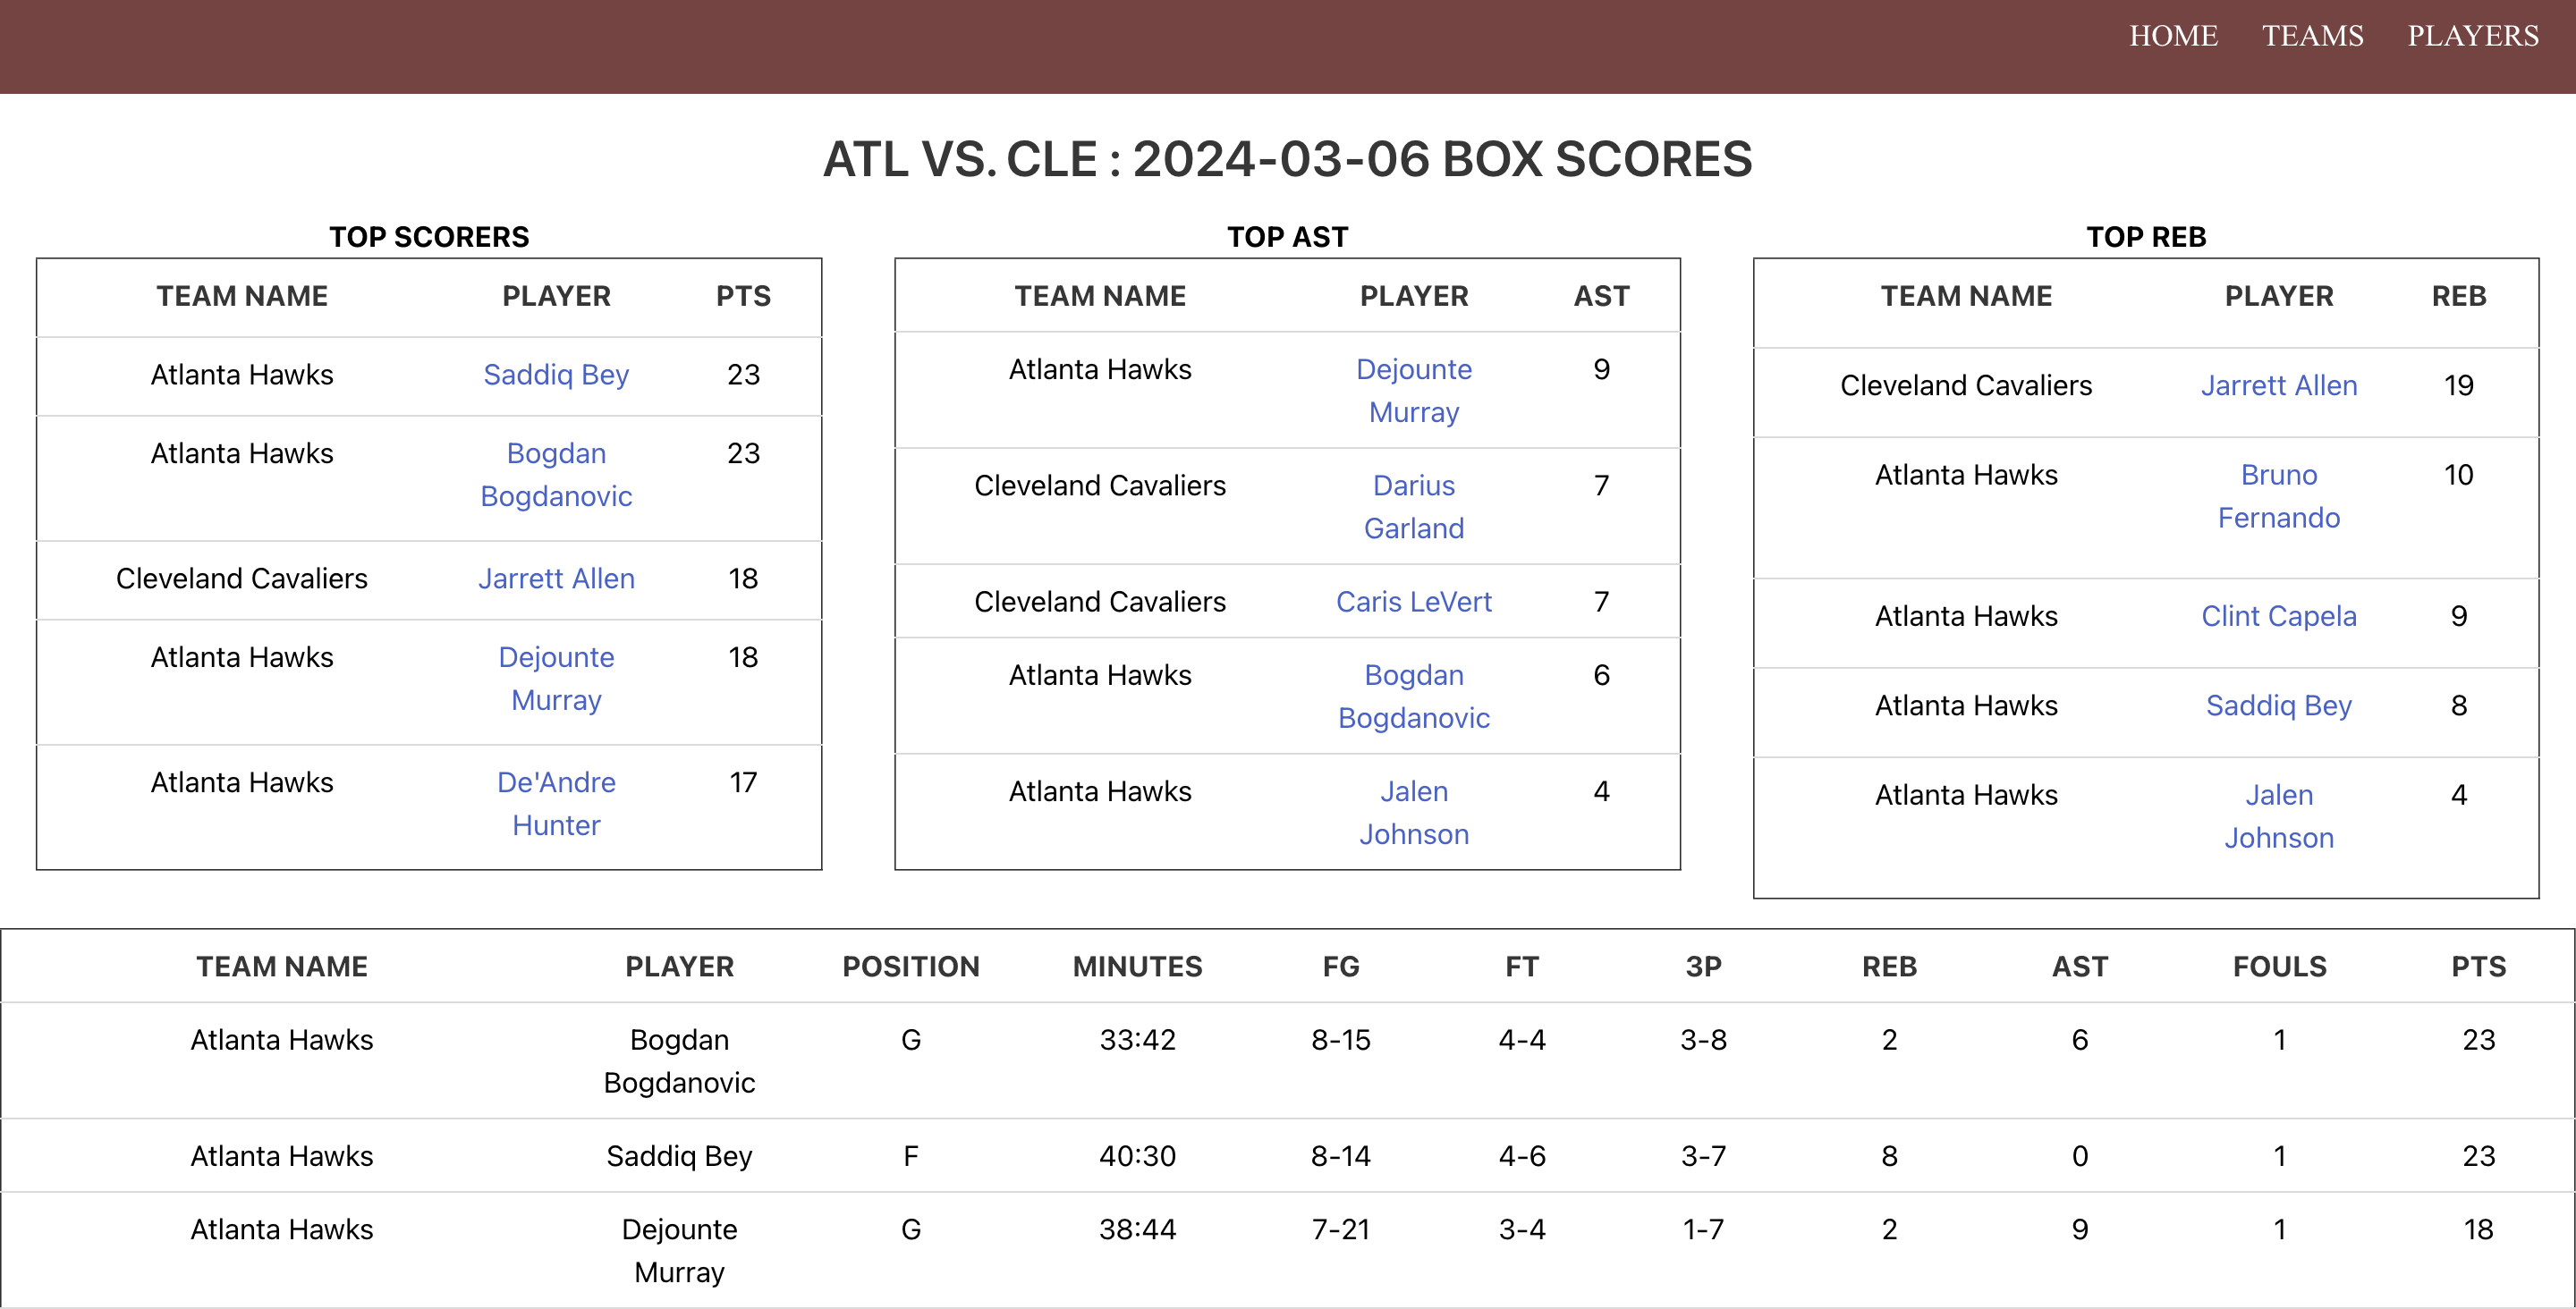 HOME TEAMS PLAYERS
ATL VS. CLE : 2024-03-06 BOX SCORES
TOP SCORERS
TEAM NAME PLAYER PTS
Atlanta Hawks Saddiq Bey 23
Atlanta Hawks Bogdan 23
Bogdanovic
Cleveland Cavaliers Jarrett Allen 18
Atlanta Hawks Dejounte 18
Murray
Atlanta Hawks De'Andre 17
Hunter
TOP AST
TEAM NAME PLAYER AST
Atlanta Hawks Dejounte 9
Murray
Cleveland Cavaliers Darius 7
Garland
Cleveland Cavaliers Caris LeVert 7
Atlanta Hawks Bogdan 6
Bogdanovic
Atlanta Hawks Jalen 4
Johnson
TOP REB
TEAM NAME PLAYER REB
Cleveland Cavaliers Jarrett Allen 19
Atlanta Hawks Bruno 10
Fernando
Atlanta Hawks Clint Capela 9
Atlanta Hawks Saddiq Bey 8
Atlanta Hawks Jalen 4
Johnson
TEAM NAME PLAYER POSITION MINUTES FG FT 3P REB AST FOULS PTS
Atlanta Hawks Bogdan G 33:42 8-15 4-4 3-8 2 6 1 23
Bogdanovic
Atlanta Hawks Saddiq Bey F 40:30 8-14 4-6 3-7 8 0 1 23
Atlanta Hawks Dejounte G 38:44 7-21 3-4 1-7 2 9 1 18
Murray